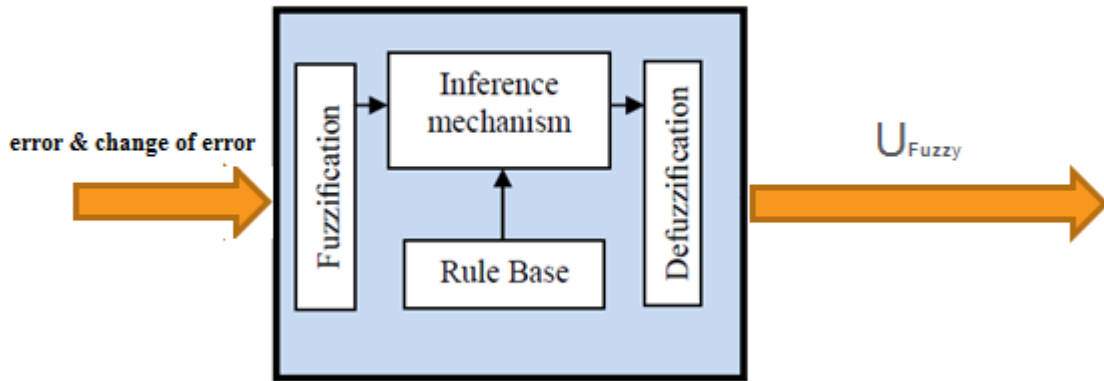 error & change of error
Fuzzification
Inference
mechanism
Rule Base
Defuzzification
UFuzzy